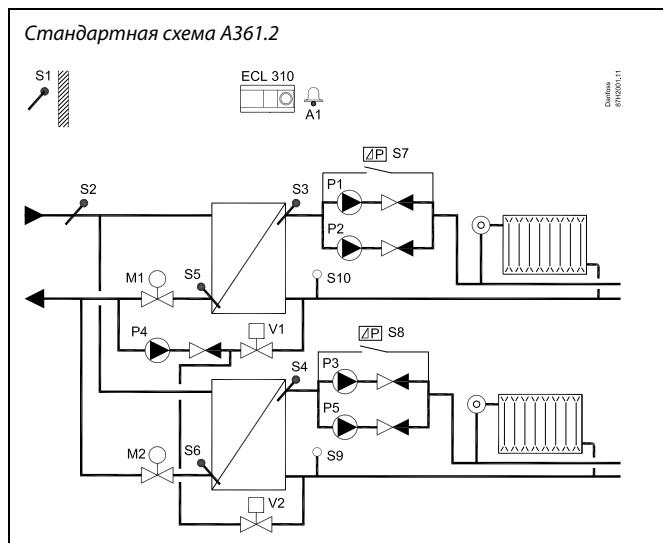 Стандартная схема A361.2
S1
ECL 310
A1
Danfoss
87H2001.11
S2
S3
P1
P2
S7
ΔP
M1
S5
S10
P4
V1
S8
ΔP
S4
P3
P5
M2
S6
S9
V2